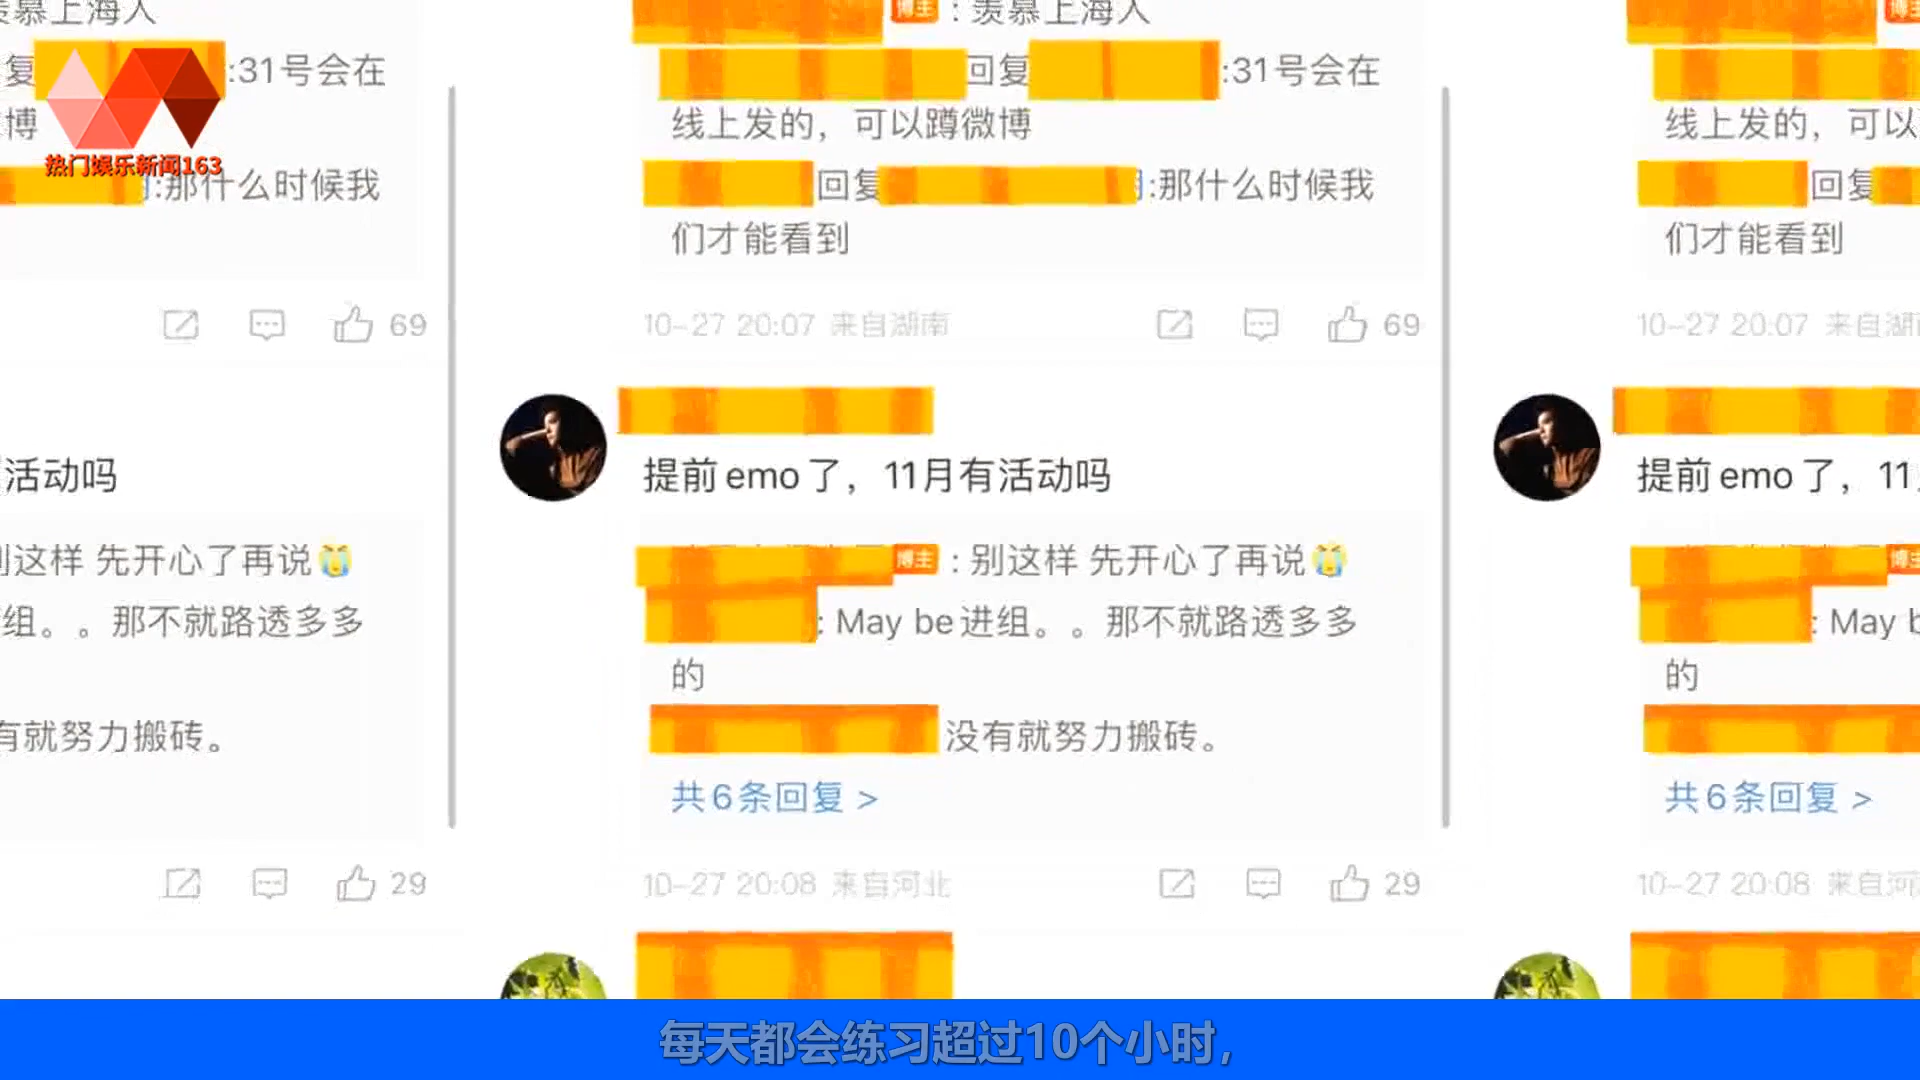 羡慕上海人
复
:31号会在
博
:那什么时候我
69
活动吗
别这样 先开心了再说
组。。那不就路透多多
有就努力搬砖。
29
热门娱乐新闻163
博主:羡慕上海人
回复 :31号会在
线上发的，可以蹲微博
回复 :那什么时候我
们才能看到
10-27 20:07 来自湖南
69
提前emo了，11月有活动吗
博主:别这样 先开心了再说😭
: May be进组。。那不就路透多多
的
没有就努力搬砖。
共6条回复 >
10-27 20:08 来自河北
29
博主
线上发的，可以
回复
们才能看到
10-27 20:07 来自湖
提前emo了，11
博主
: May b
的
共6条回复 >
10-27 20:08 来自河
每天都会练习超过10个小时，